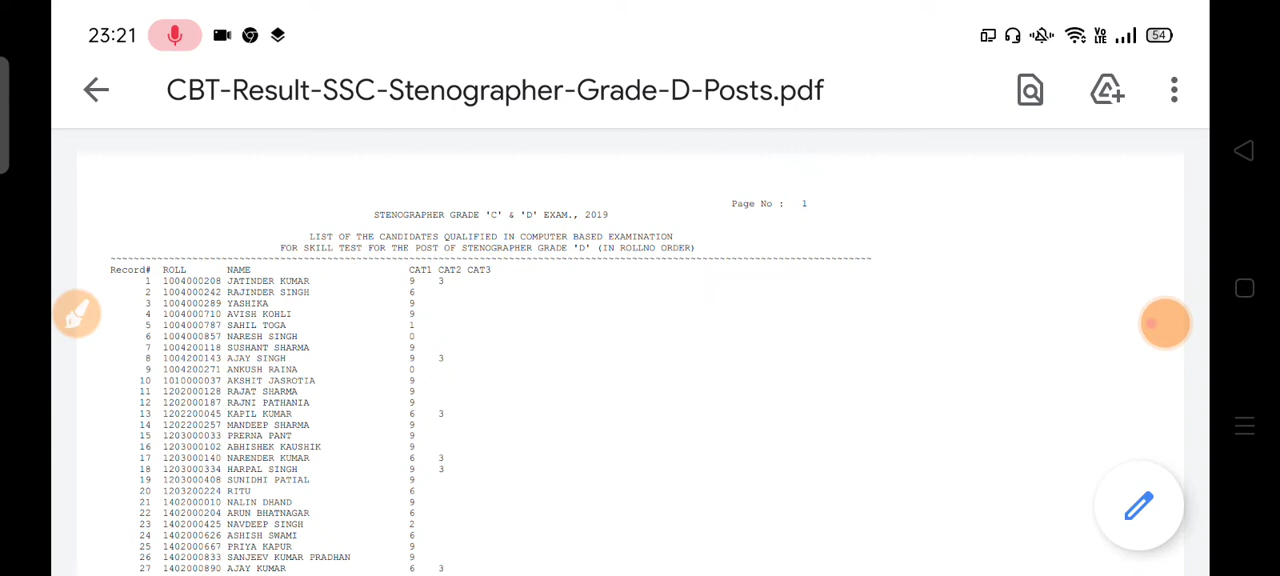 23:21
Vo LTE 54
CBT-Result-SSC-Stenographer-Grade-D-Posts.pdf
Page No : 1
STENOGRAPHER GRADE 'C' & 'D' EXAM., 2019
LIST OF THE CANDIDATES QUALIFIED IN COMPUTER BASED EXAMINATION
FOR SKILL TEST FOR THE POST OF STENOGRAPHER GRADE 'D' (IN ROLLNO ORDER)
Record# ROLL NAME CAT1 CAT2 CAT3
1 1004000208 JATINDER KUMAR 9 3
2 1004000242 RAJINDER SINGH 6
3 1004000289 YASHIKA 9
4 1004000710 AVISH KOHLI 9
5 1004000787 SAHIL TOGA 1
6 1004000857 NARESH SINGH 0
7 1004200118 SUSHANT SHARMA 9
8 1004200143 AJAY SINGH 9 3
9 1004200271 ANKUSH RAINA 0
10 1010000037 AKSHIT JASROTIA 9
11 1202000128 RAJAT SHARMA 9
12 1202000187 RAJNI PATHANIA 9
13 1202200045 KAPIL KUMAR 6 3
14 1202200257 MANDEEP SHARMA 9
15 1203000033 PRERNA PANT 9
16 1203000102 ABHISHEK KAUSHIK 9
17 1203000140 NARENDER KUMAR 6 3
18 1203000334 HARPAL SINGH 9 3
19 1203000408 SUNIDHI PATIAL 9
20 1203200224 RITU 6
21 1402000010 NALIN DHAND 9
22 1402000204 ARUN BHATNAGAR 6
23 1402000425 NAVDEEP SINGH 2
24 1402000626 ASHISH SWAMI 6
25 1402000667 PRIYA KAPUR 9
26 1402000833 SANJEEV KUMAR PRADHAN 9
27 1402000890 AJAY KUMAR 6 3